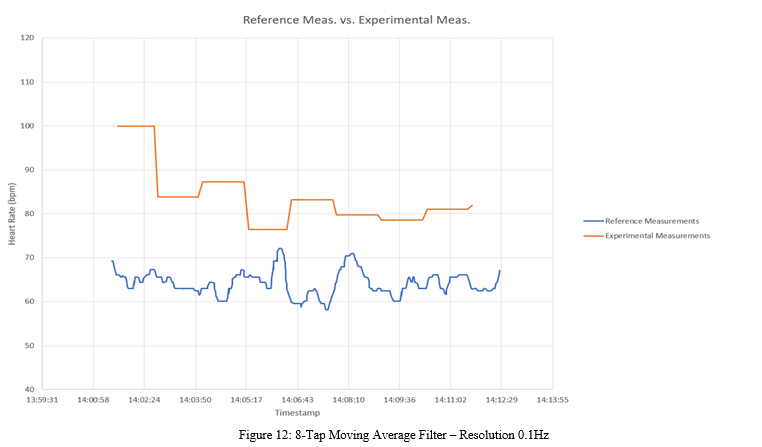 Reference Meas. vs. Experimental Meas.
120
110
100
90
80
70
60
50
40
Heart Rate (bpm)
13:59:31 14:00:58 14:02:24 14:03:50 14:05:17 14:06:43 14:08:10 14:09:36 14:11:02 14:12:29 14:13:55
Timestamp
Reference Measurements
Experimental Measurements
Figure 12: 8-Tap Moving Average Filter – Resolution 0.1Hz